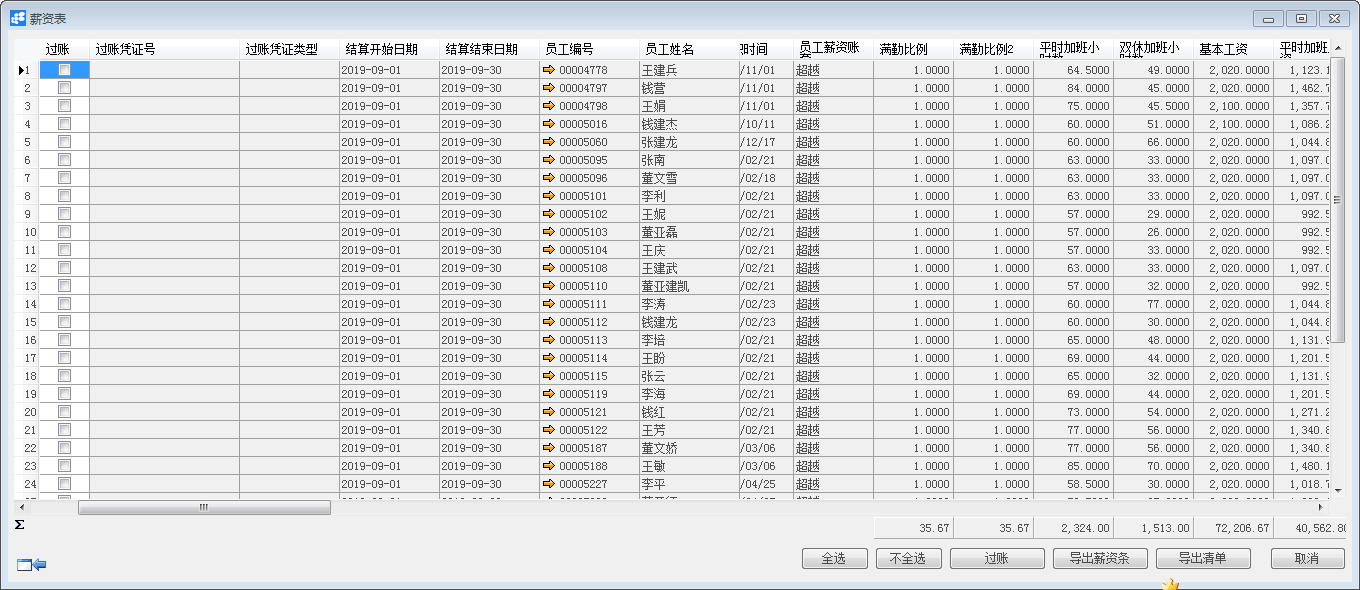 薪资表
过账 过账凭证号 过账凭证类型 结算开始日期 结算结束日期 员工编号 员工姓名 时间 员工薪资账 满勤比例 满勤比例2 平时加班小 双休加班小 基本工资 平时加班
1 2019-09-01 2019-09-30 00004778 王建兵 /11/01 超越 1.0000 1.0000 64.5000 49.0000 2,020.0000 1,123.1
2 2019-09-01 2019-09-30 00004797 钱营 /11/01 超越 1.0000 1.0000 84.0000 45.0000 2,020.0000 1,462.7
3 2019-09-01 2019-09-30 00004798 王娟 /11/01 超越 1.0000 1.0000 75.0000 45.5000 2,100.0000 1,357.7
4 2019-09-01 2019-09-30 00005016 钱建杰 /10/11 超越 1.0000 1.0000 60.0000 51.0000 2,100.0000 1,086.2
5 2019-09-01 2019-09-30 00005060 张建龙 /12/17 超越 1.0000 1.0000 60.0000 66.0000 2,020.0000 1,044.8
6 2019-09-01 2019-09-30 00005095 张南 /02/21 超越 1.0000 1.0000 63.0000 33.0000 2,020.0000 1,097.0
7 2019-09-01 2019-09-30 00005096 董文雪 /02/18 超越 1.0000 1.0000 63.0000 33.0000 2,020.0000 1,097.0
8 2019-09-01 2019-09-30 00005101 李利 /02/21 超越 1.0000 1.0000 63.0000 33.0000 2,020.0000 1,097.0
9 2019-09-01 2019-09-30 00005102 王妮 /02/21 超越 1.0000 1.0000 57.0000 29.0000 2,020.0000 992.5
10 2019-09-01 2019-09-30 00005103 董亚磊 /02/21 超越 1.0000 1.0000 57.0000 26.0000 2,020.0000 992.5
11 2019-09-01 2019-09-30 00005104 王庆 /02/21 超越 1.0000 1.0000 57.0000 33.0000 2,020.0000 992.5
12 2019-09-01 2019-09-30 00005108 王建武 /02/21 超越 1.0000 1.0000 63.0000 33.0000 2,020.0000 1,097.0
13 2019-09-01 2019-09-30 00005110 董亚建凯 /02/21 超越 1.0000 1.0000 57.0000 32.0000 2,020.0000 992.5
14 2019-09-01 2019-09-30 00005111 李涛 /02/23 超越 1.0000 1.0000 60.0000 77.0000 2,020.0000 1,044.8
15 2019-09-01 2019-09-30 00005112 钱建龙 /02/23 超越 1.0000 1.0000 60.0000 30.0000 2,020.0000 1,044.8
16 2019-09-01 2019-09-30 00005113 李培 /02/21 超越 1.0000 1.0000 65.0000 48.0000 2,020.0000 1,131.9
17 2019-09-01 2019-09-30 00005114 王盼 /02/21 超越 1.0000 1.0000 69.0000 44.0000 2,020.0000 1,201.5
18 2019-09-01 2019-09-30 00005115 张云 /02/21 超越 1.0000 1.0000 65.0000 32.0000 2,020.0000 1,131.9
19 2019-09-01 2019-09-30 00005119 李海 /02/21 超越 1.0000 1.0000 69.0000 44.0000 2,020.0000 1,201.5
20 2019-09-01 2019-09-30 00005121 钱红 /02/21 超越 1.0000 1.0000 73.0000 54.0000 2,020.0000 1,271.2
21 2019-09-01 2019-09-30 00005122 王芳 /02/21 超越 1.0000 1.0000 77.0000 56.0000 2,020.0000 1,340.8
22 2019-09-01 2019-09-30 00005187 董文娇 /03/06 超越 1.0000 1.0000 77.0000 56.0000 2,020.0000 1,340.8
23 2019-09-01 2019-09-30 00005188 王敏 /03/06 超越 1.0000 1.0000 85.0000 70.0000 2,020.0000 1,480.1
24 2019-09-01 2019-09-30 00005227 李平 /04/25 超越 1.0000 1.0000 58.5000 30.0000 2,020.0000 1,018.7
Σ 35.67 35.67 2,324.00 1,513.00 72,206.67 40,562.80
全选 不全选 过账 导出薪资条 导出清单 取消